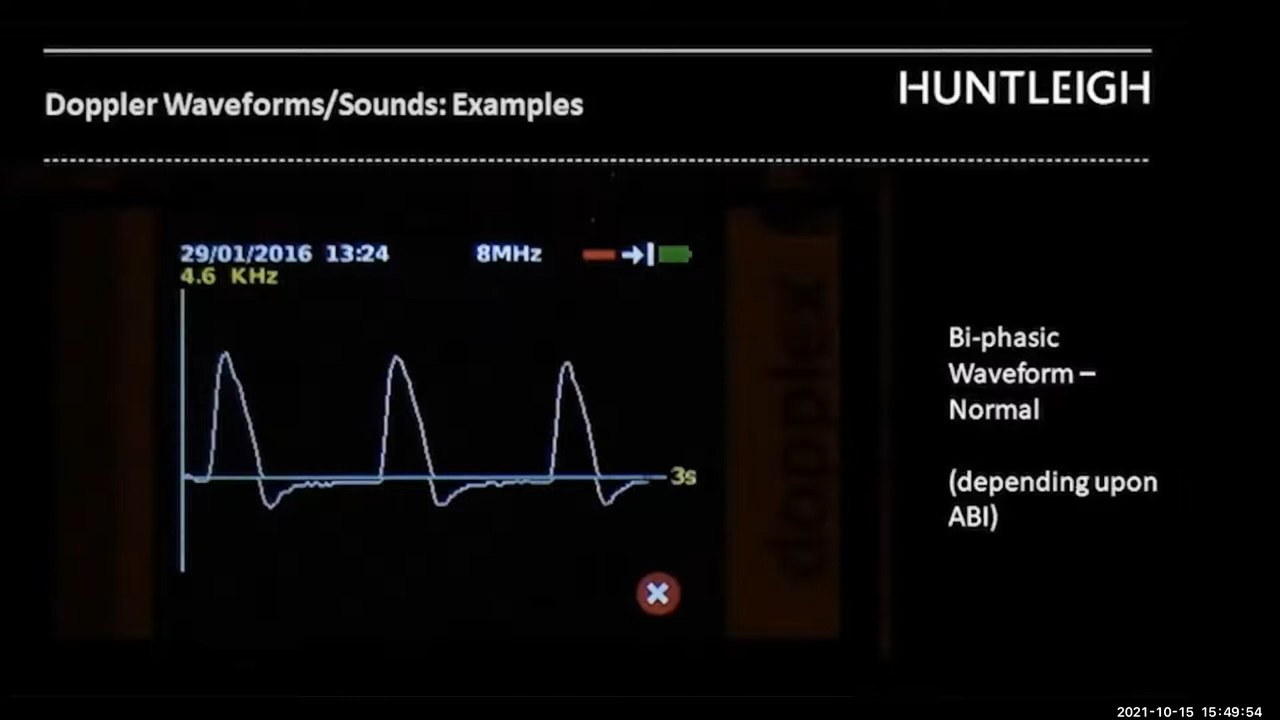 Doppler Waveforms/Sounds: Examples
HUNTLEIGH
29/01/2016 13:24 8MHz
4.6 KHz
3s
dopplex
Bi-phasic
Waveform –
Normal
(depending upon
ABI)
2021-10-15 15:49:54